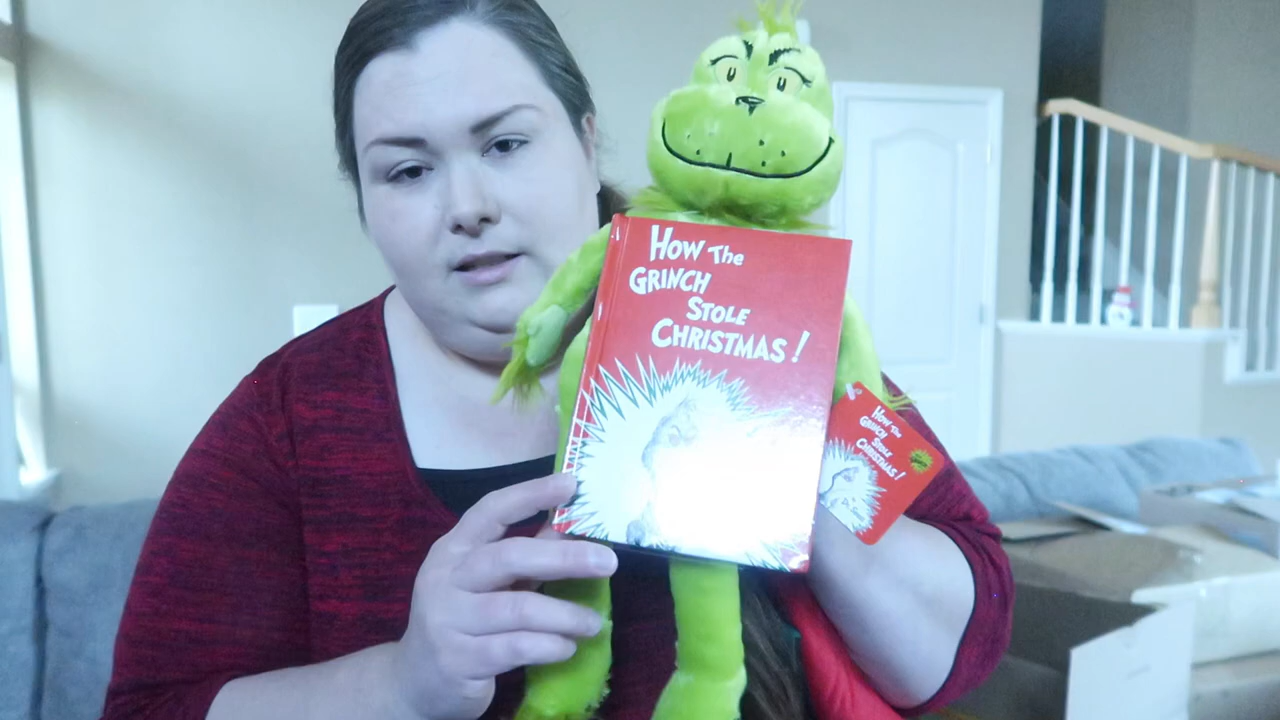 HOW THE
GRINCH
STOLE
CHRISTMAS!
HOW THE
GRINCH
STOLE
CHRISTMAS!